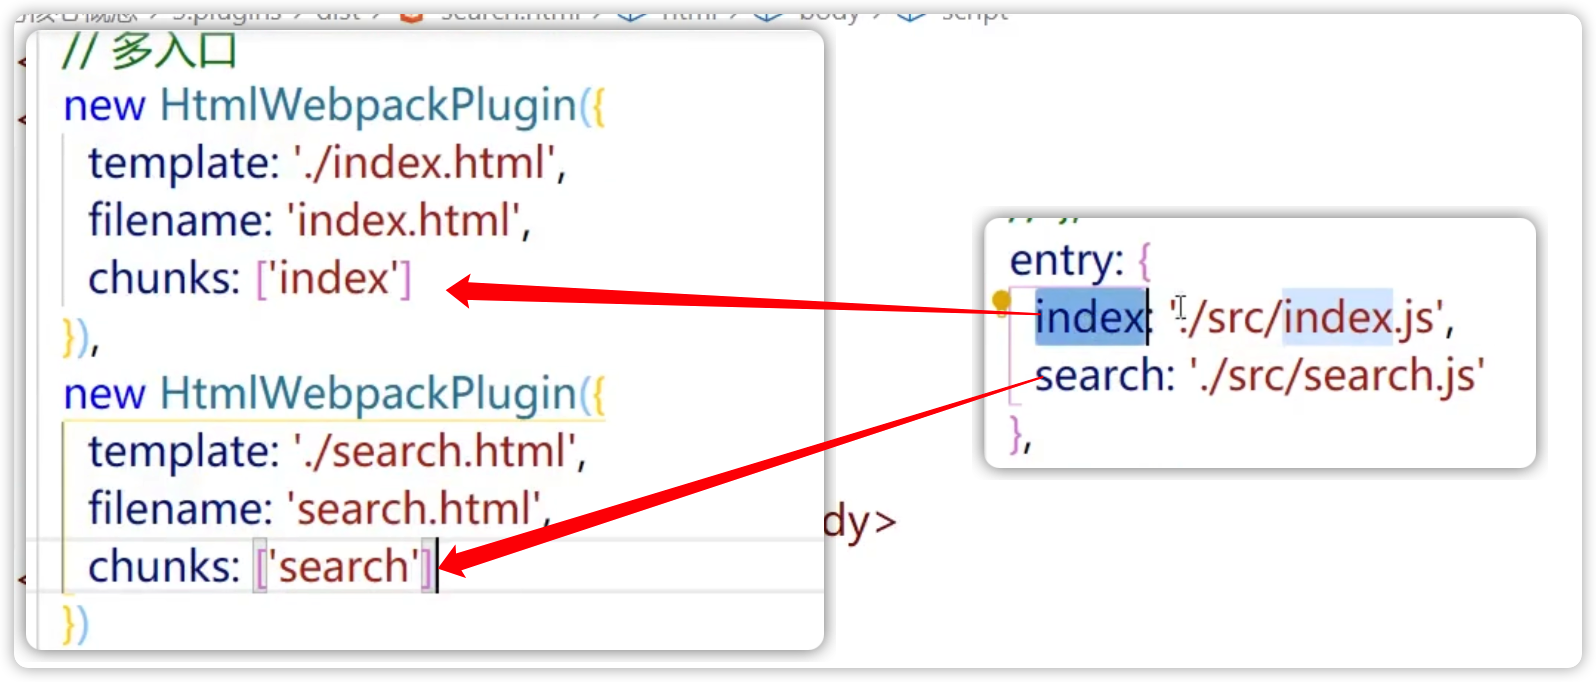 3.plugins > dist > search.html > html > body > script
// 多入口
new HtmlWebpackPlugin({
template: './index.html',
filename: 'index.html',
chunks: ['index']
}),
new HtmlWebpackPlugin({
template: './search.html',
filename: 'search.html',
chunks: ['search']
})
entry: {
index: './src/index.js',
search: './src/search.js'
},
dy>